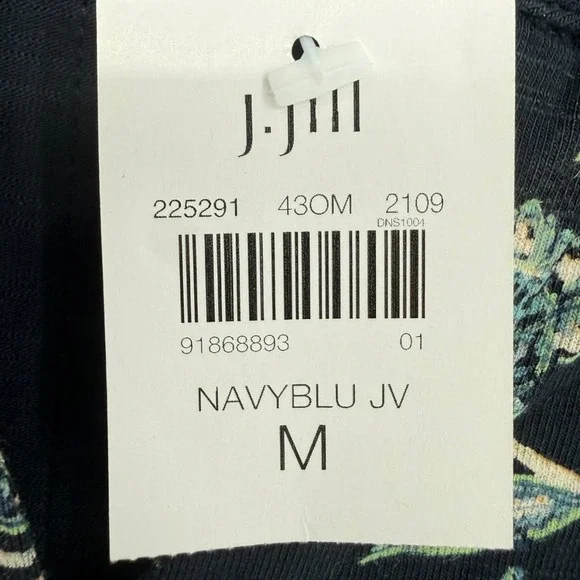 J.Jill
225291 43OM 2109
DNS1004
91868893 01
NAVYBLU JV
M